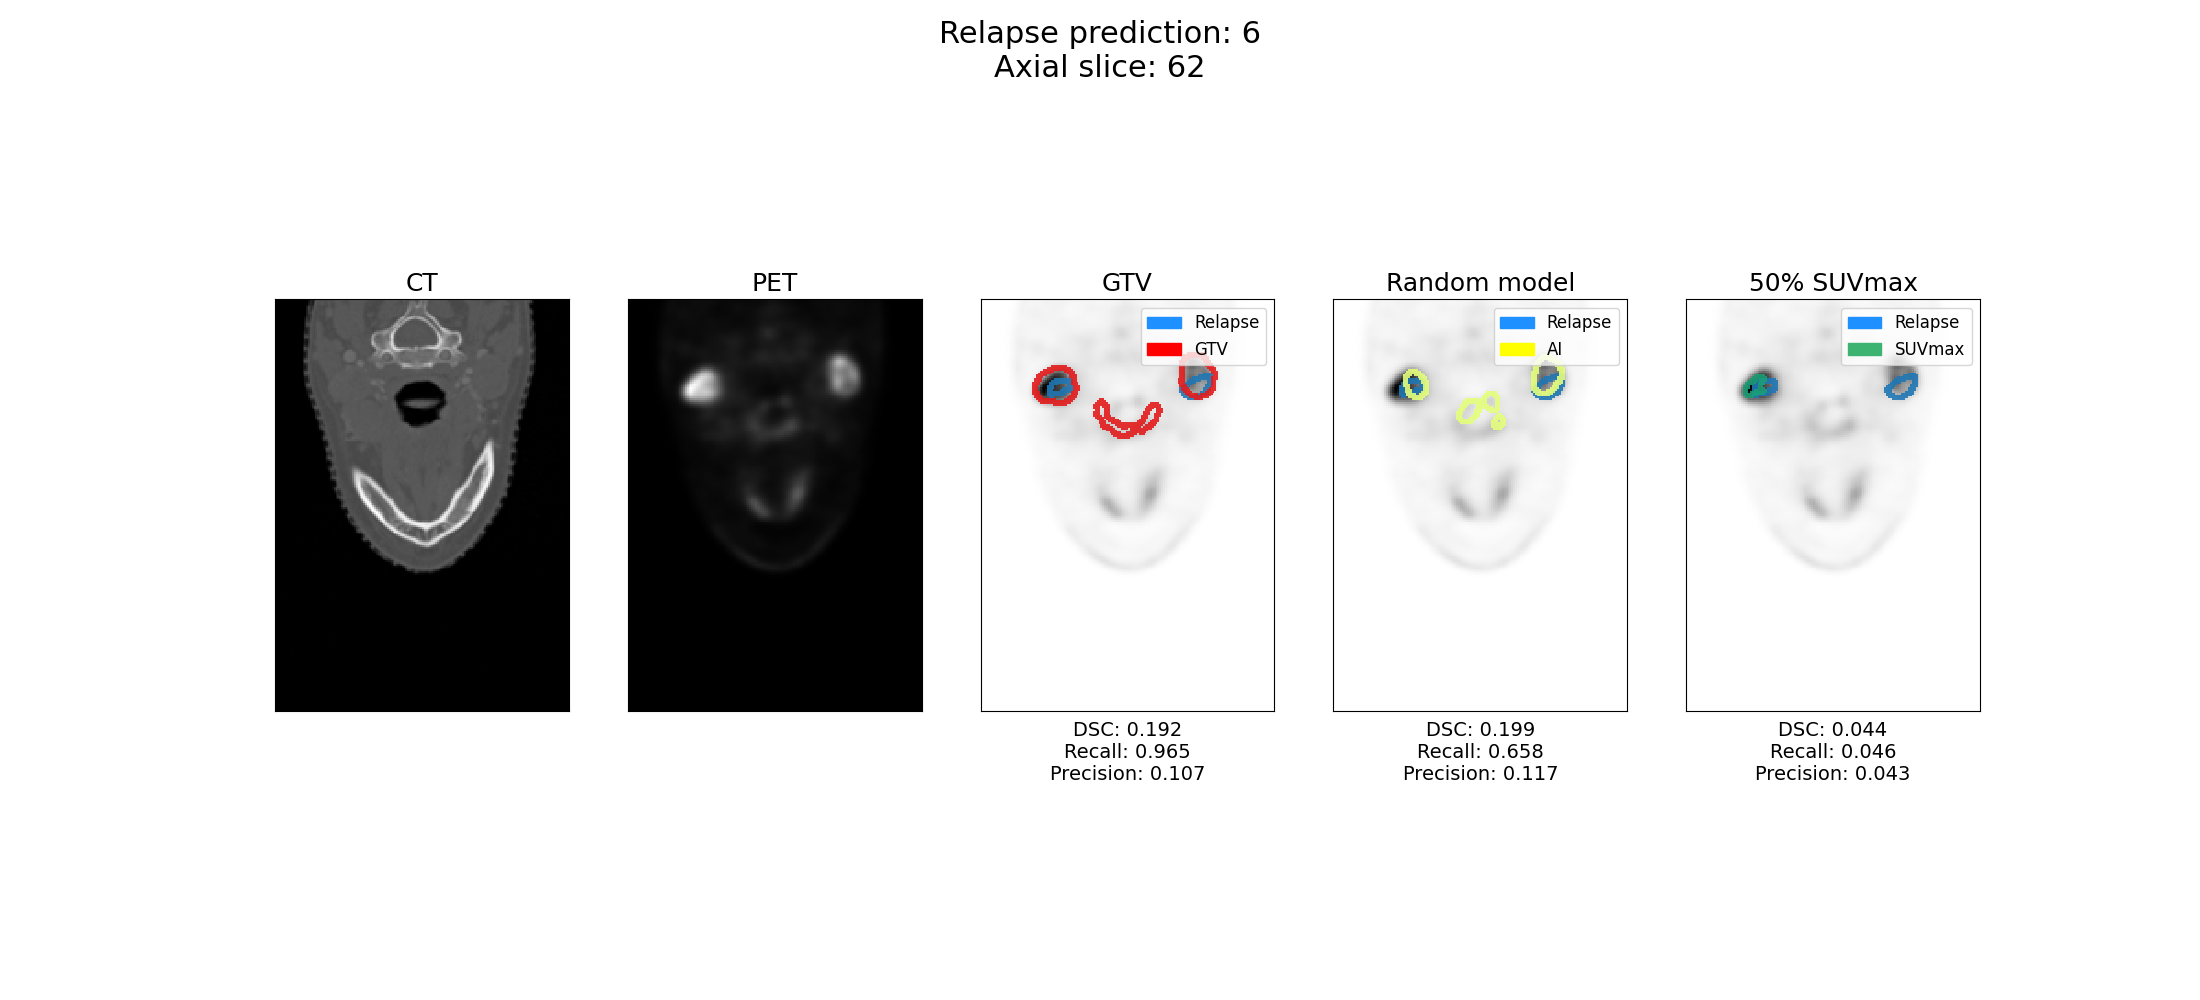 Relapse prediction: 6
Axial slice: 62
CT
PET
GTV
Random model
50% SUVmax
Relapse
GTV
Relapse
AI
Relapse
SUVmax
DSC: 0.192
Recall: 0.965
Precision: 0.107
DSC: 0.199
Recall: 0.658
Precision: 0.117
DSC: 0.044
Recall: 0.046
Precision: 0.043